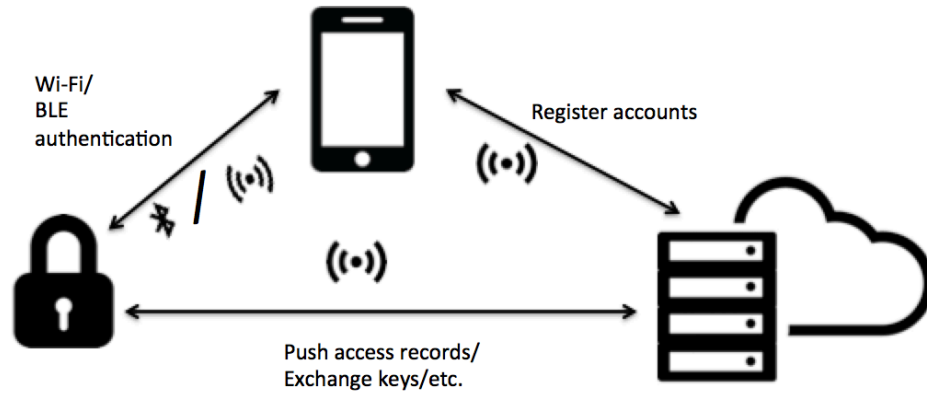 Wi-Fi/
BLE
authentication
Register accounts
Push access records/
Exchange keys/etc.